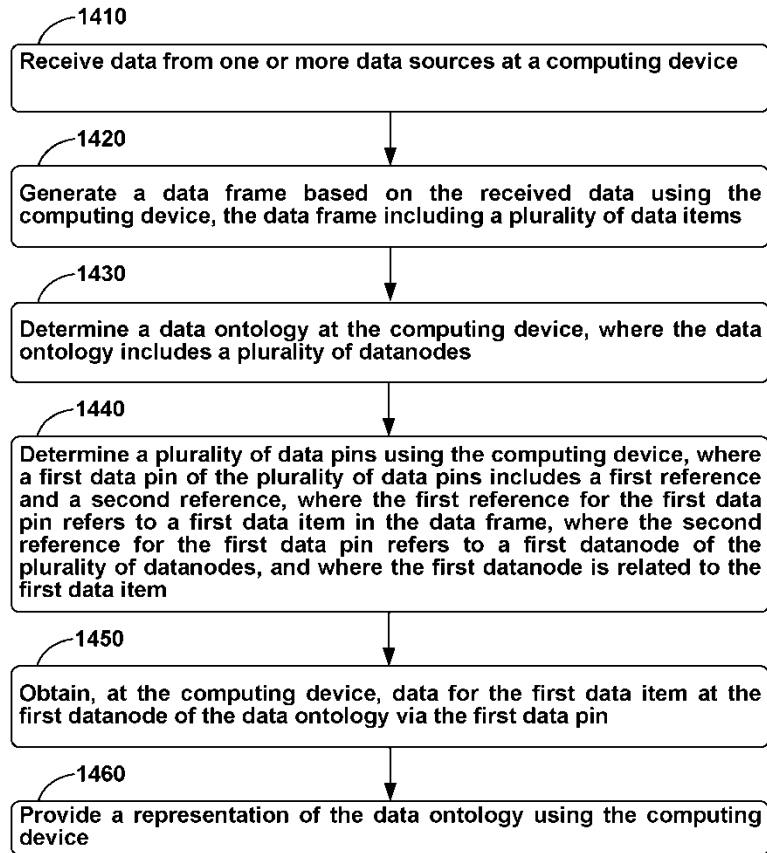 1410
Receive data from one or more data sources at a computing device
1420
Generate a data frame based on the received data using the
computing device, the data frame including a plurality of data items
1430
Determine a data ontology at the computing device, where the data
ontology includes a plurality of datanodes
1440
Determine a plurality of data pins using the computing device, where
a first data pin of the plurality of data pins includes a first reference
and a second reference, where the first reference for the first data
pin refers to a first data item in the data frame, where the second
reference for the first data pin refers to a first datanode of the
plurality of datanodes, and where the first datanode is related to the
first data item
1450
Obtain, at the computing device, data for the first data item at the
first datanode of the data ontology via the first data pin
1460
Provide a representation of the data ontology using the computing
device